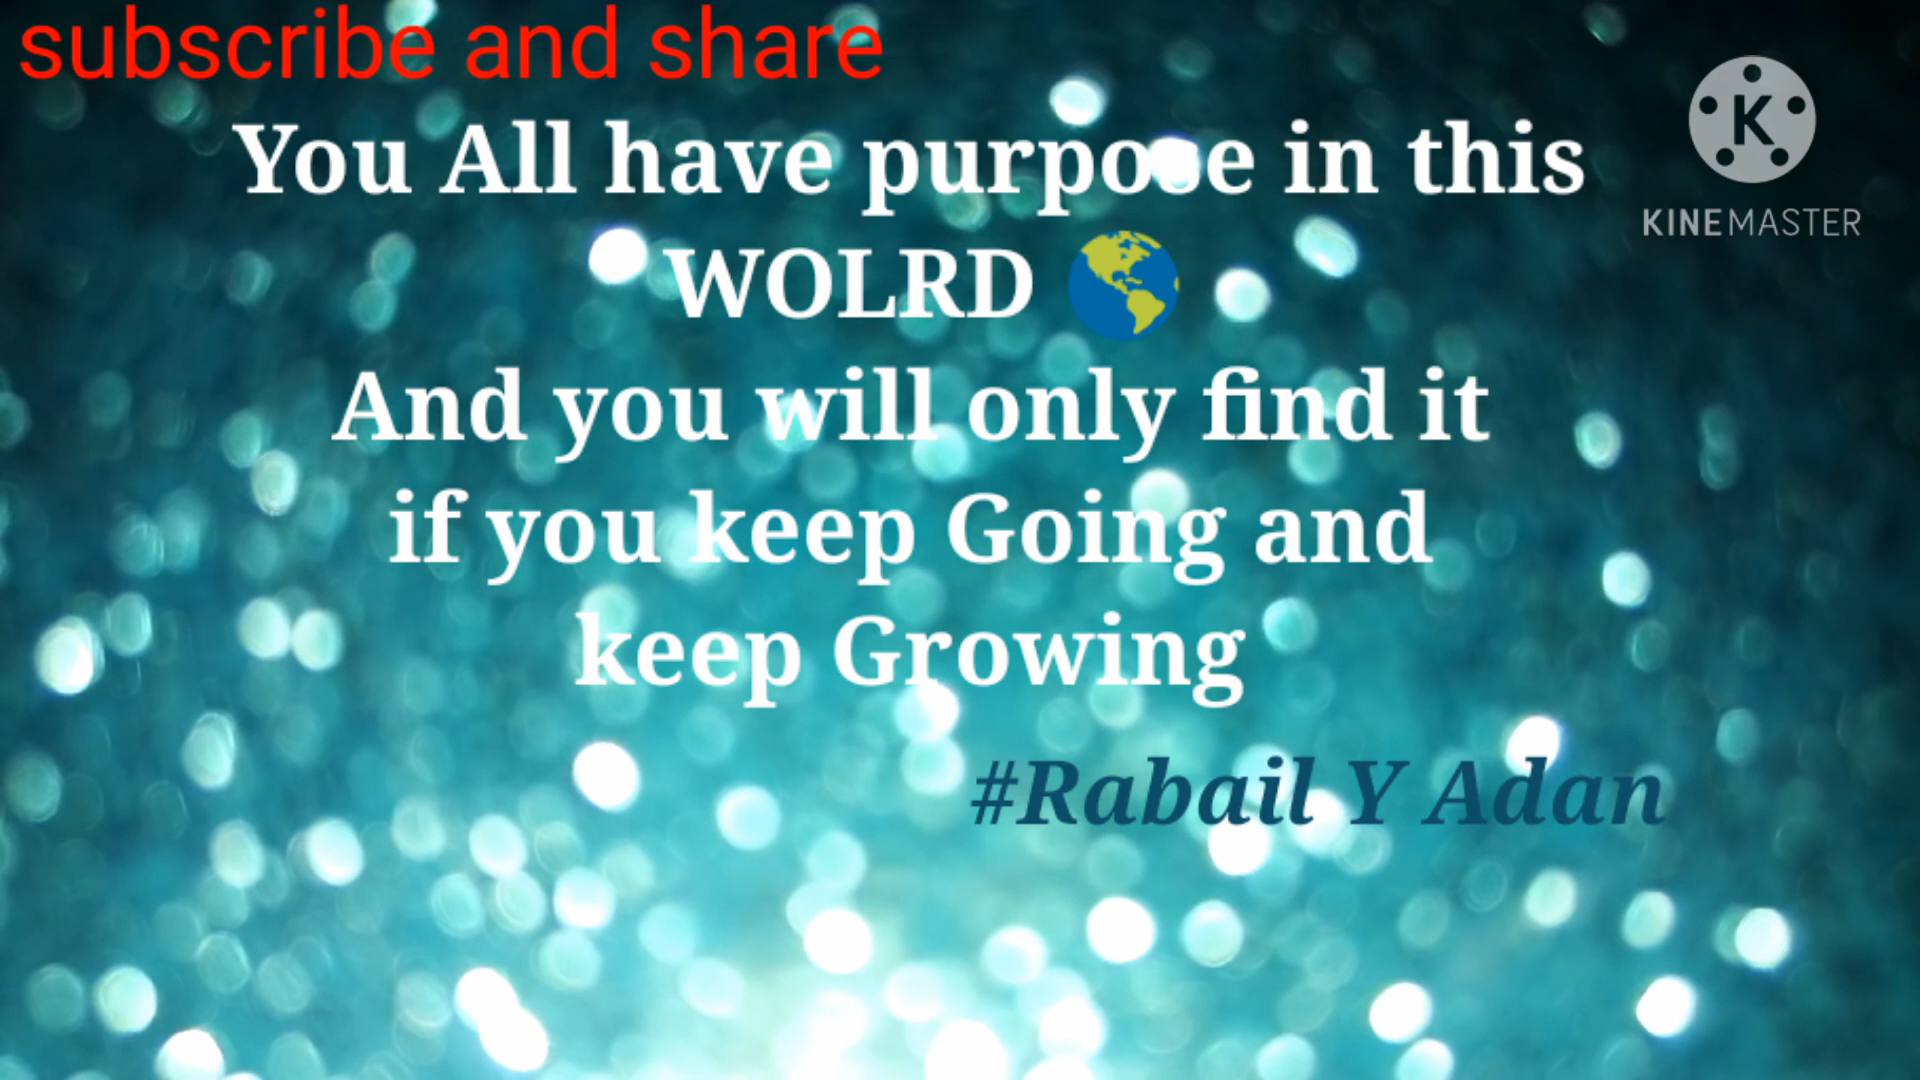 subscribe and share
You All have purpose in this
WOLRD 🌎
And you will only find it
if you keep Going and
keep Growing
#Rabail Y Adan
K
KINEMASTER